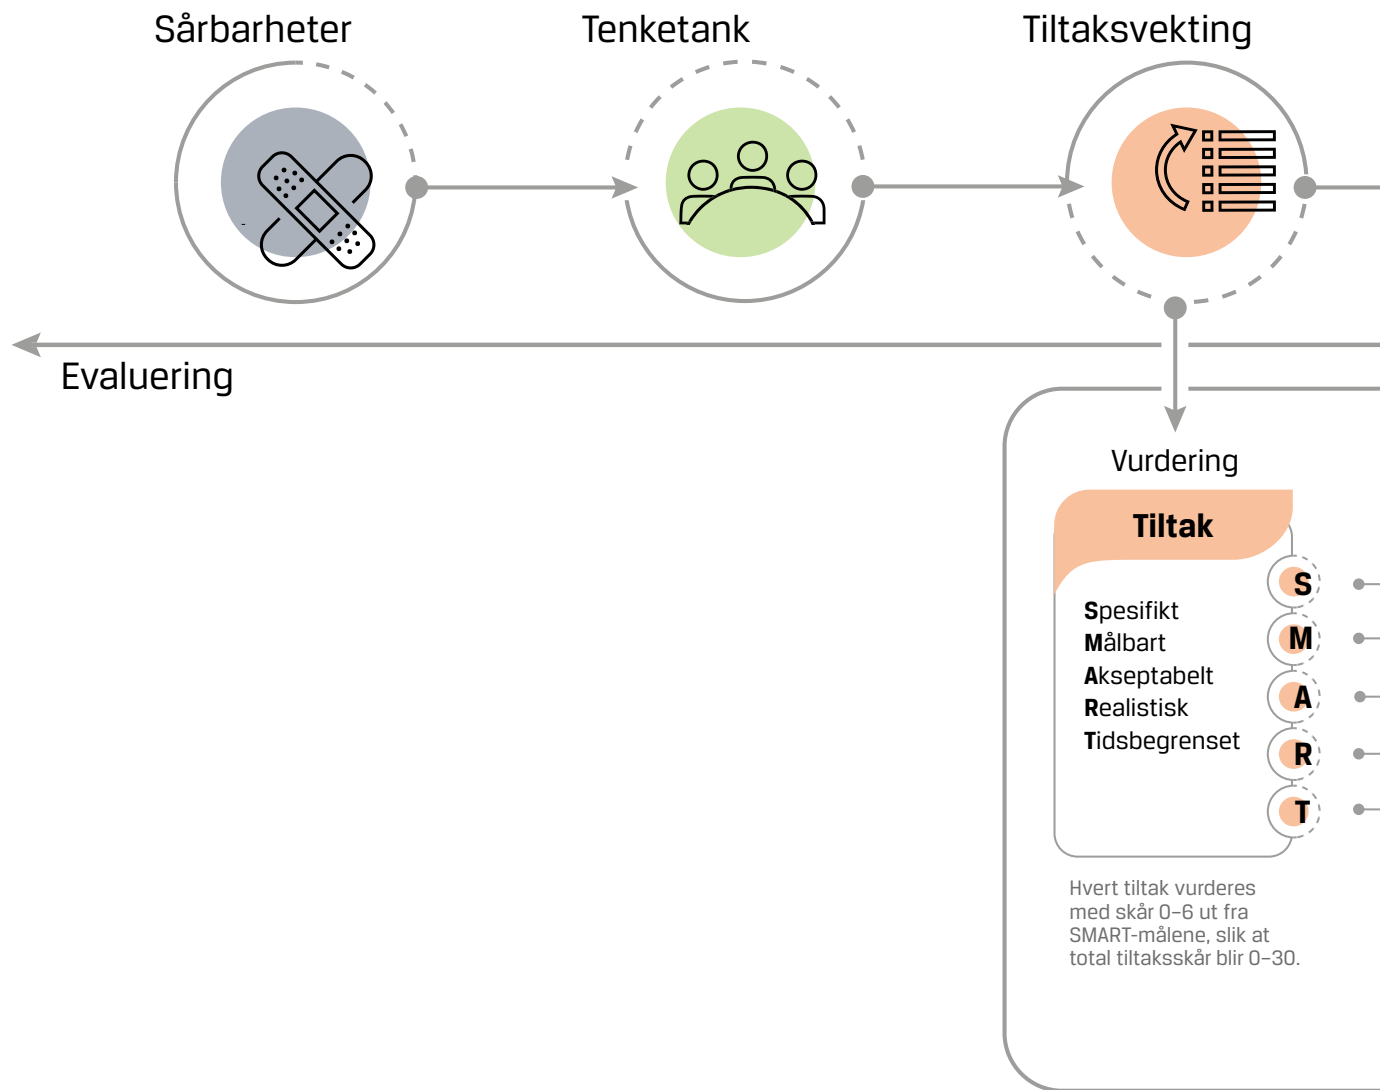 Sårbarheter
Tenketank
Tiltaksvekting
Evaluering
Vurdering
Tiltak
Spesifikt
Målbart
Akseptabelt
Realistisk
Tidsbegrenset
S
M
A
R
T
Hvert tiltak vurderes
med skår 0–6 ut fra
SMART-målene, slik at
total tiltaksskår blir 0–30.